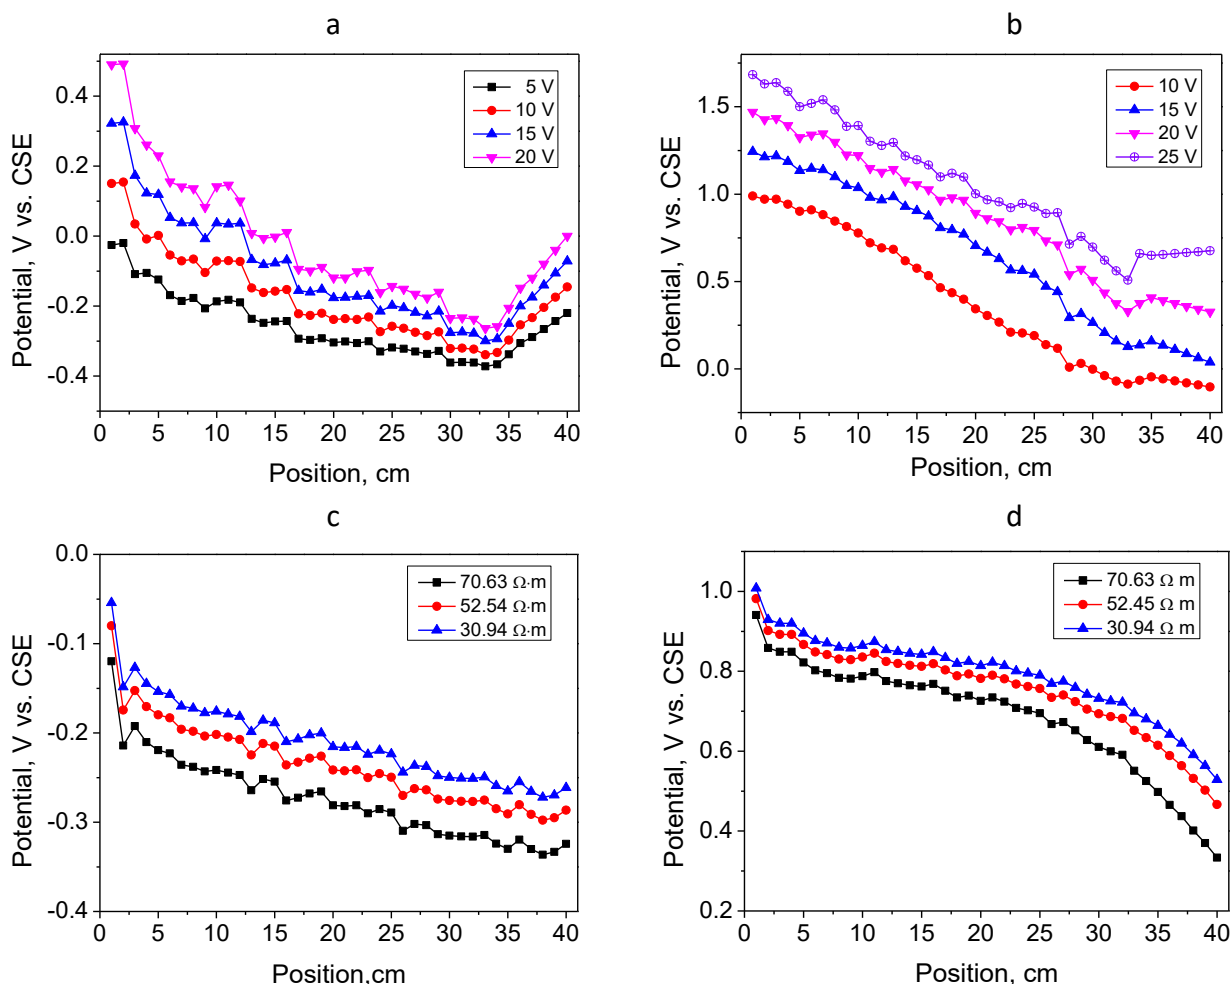 a
0.4
0.2
0.0
-0.2
-0.4
Potential, V vs. CSE
5 V
10 V
15 V
20 V
0 5 10 15 20 25 30 35 40
Position, cm
b
1.5
1.0
0.5
0.0
Potential, V vs. CSE
10 V
15 V
20 V
25 V
0 5 10 15 20 25 30 35 40
Position, cm
c
0.0
-0.1
-0.2
-0.3
-0.4
Potential, V vs. CSE
70.63 Ω·m
52.54 Ω·m
30.94 Ω·m
0 5 10 15 20 25 30 35 40
Position,cm
d
1.0
0.8
0.6
0.4
0.2
Potential, V vs. CSE
70.63 Ω m
52.45 Ω m
30.94 Ω m
0 5 10 15 20 25 30 35 40
Position, cm